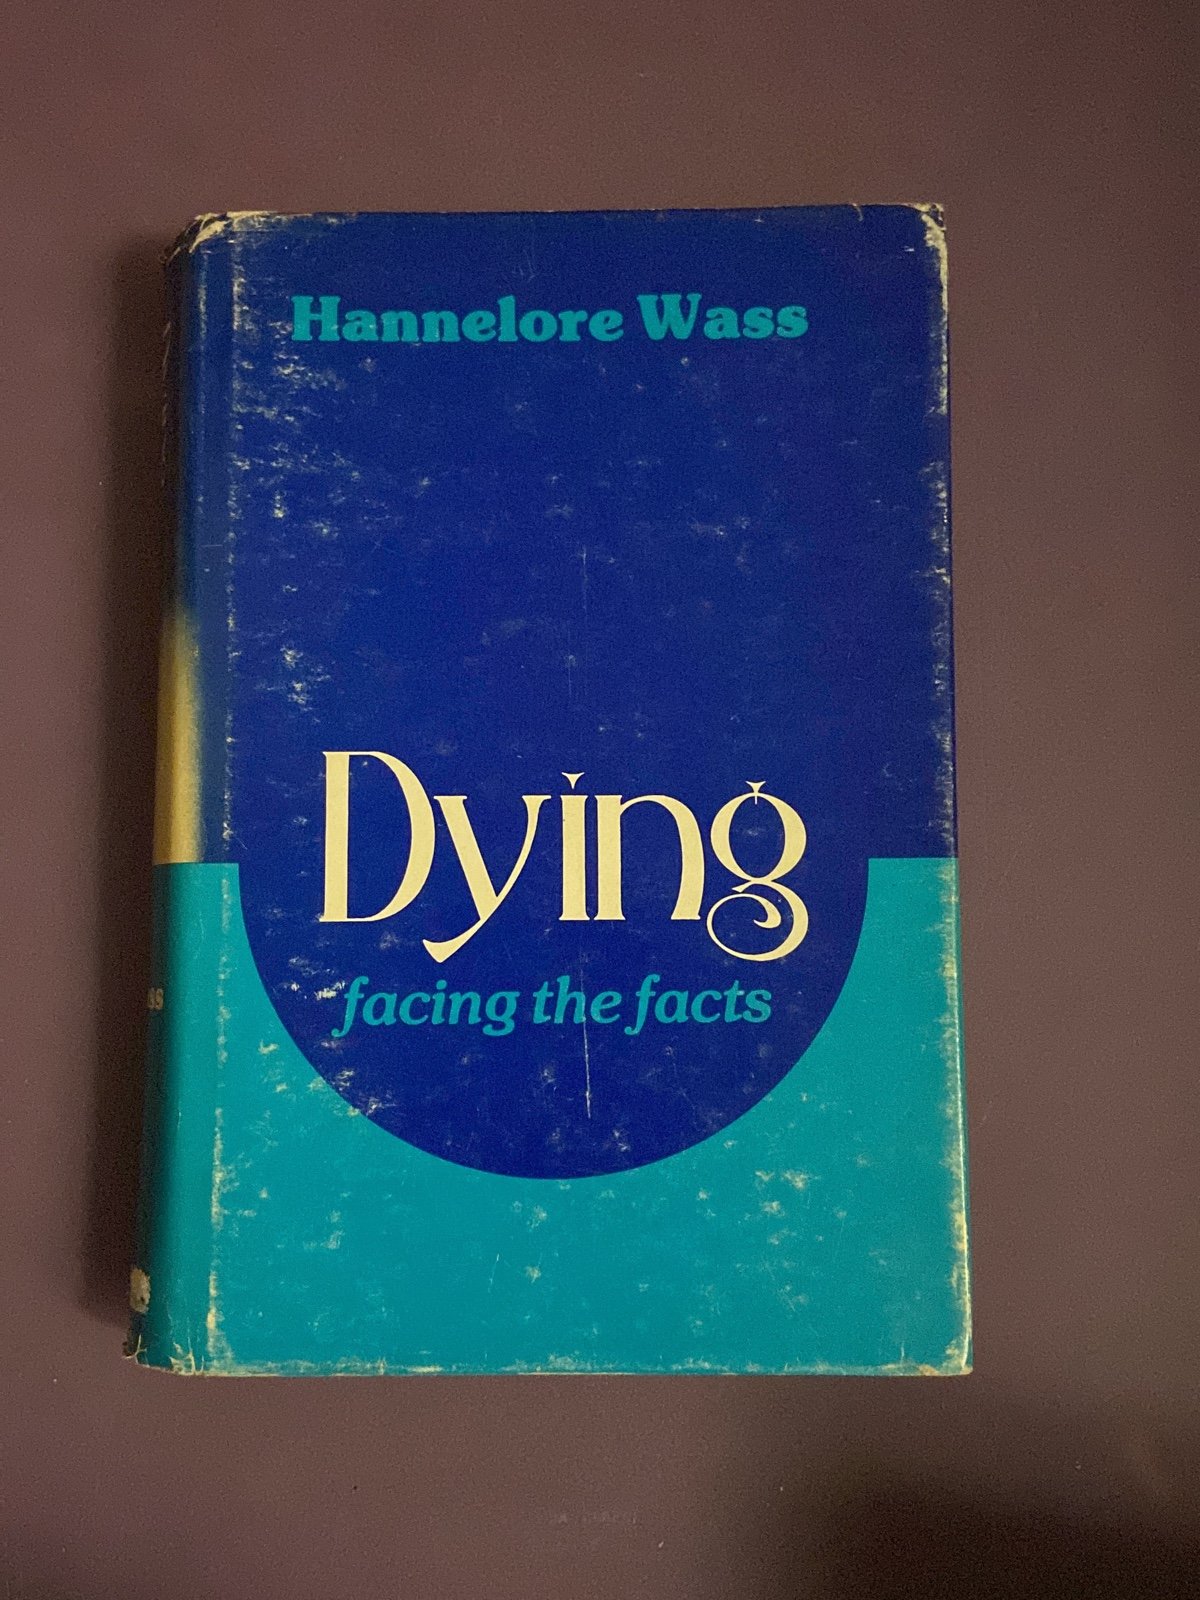 Hannelore Wass
Dying
facing the facts